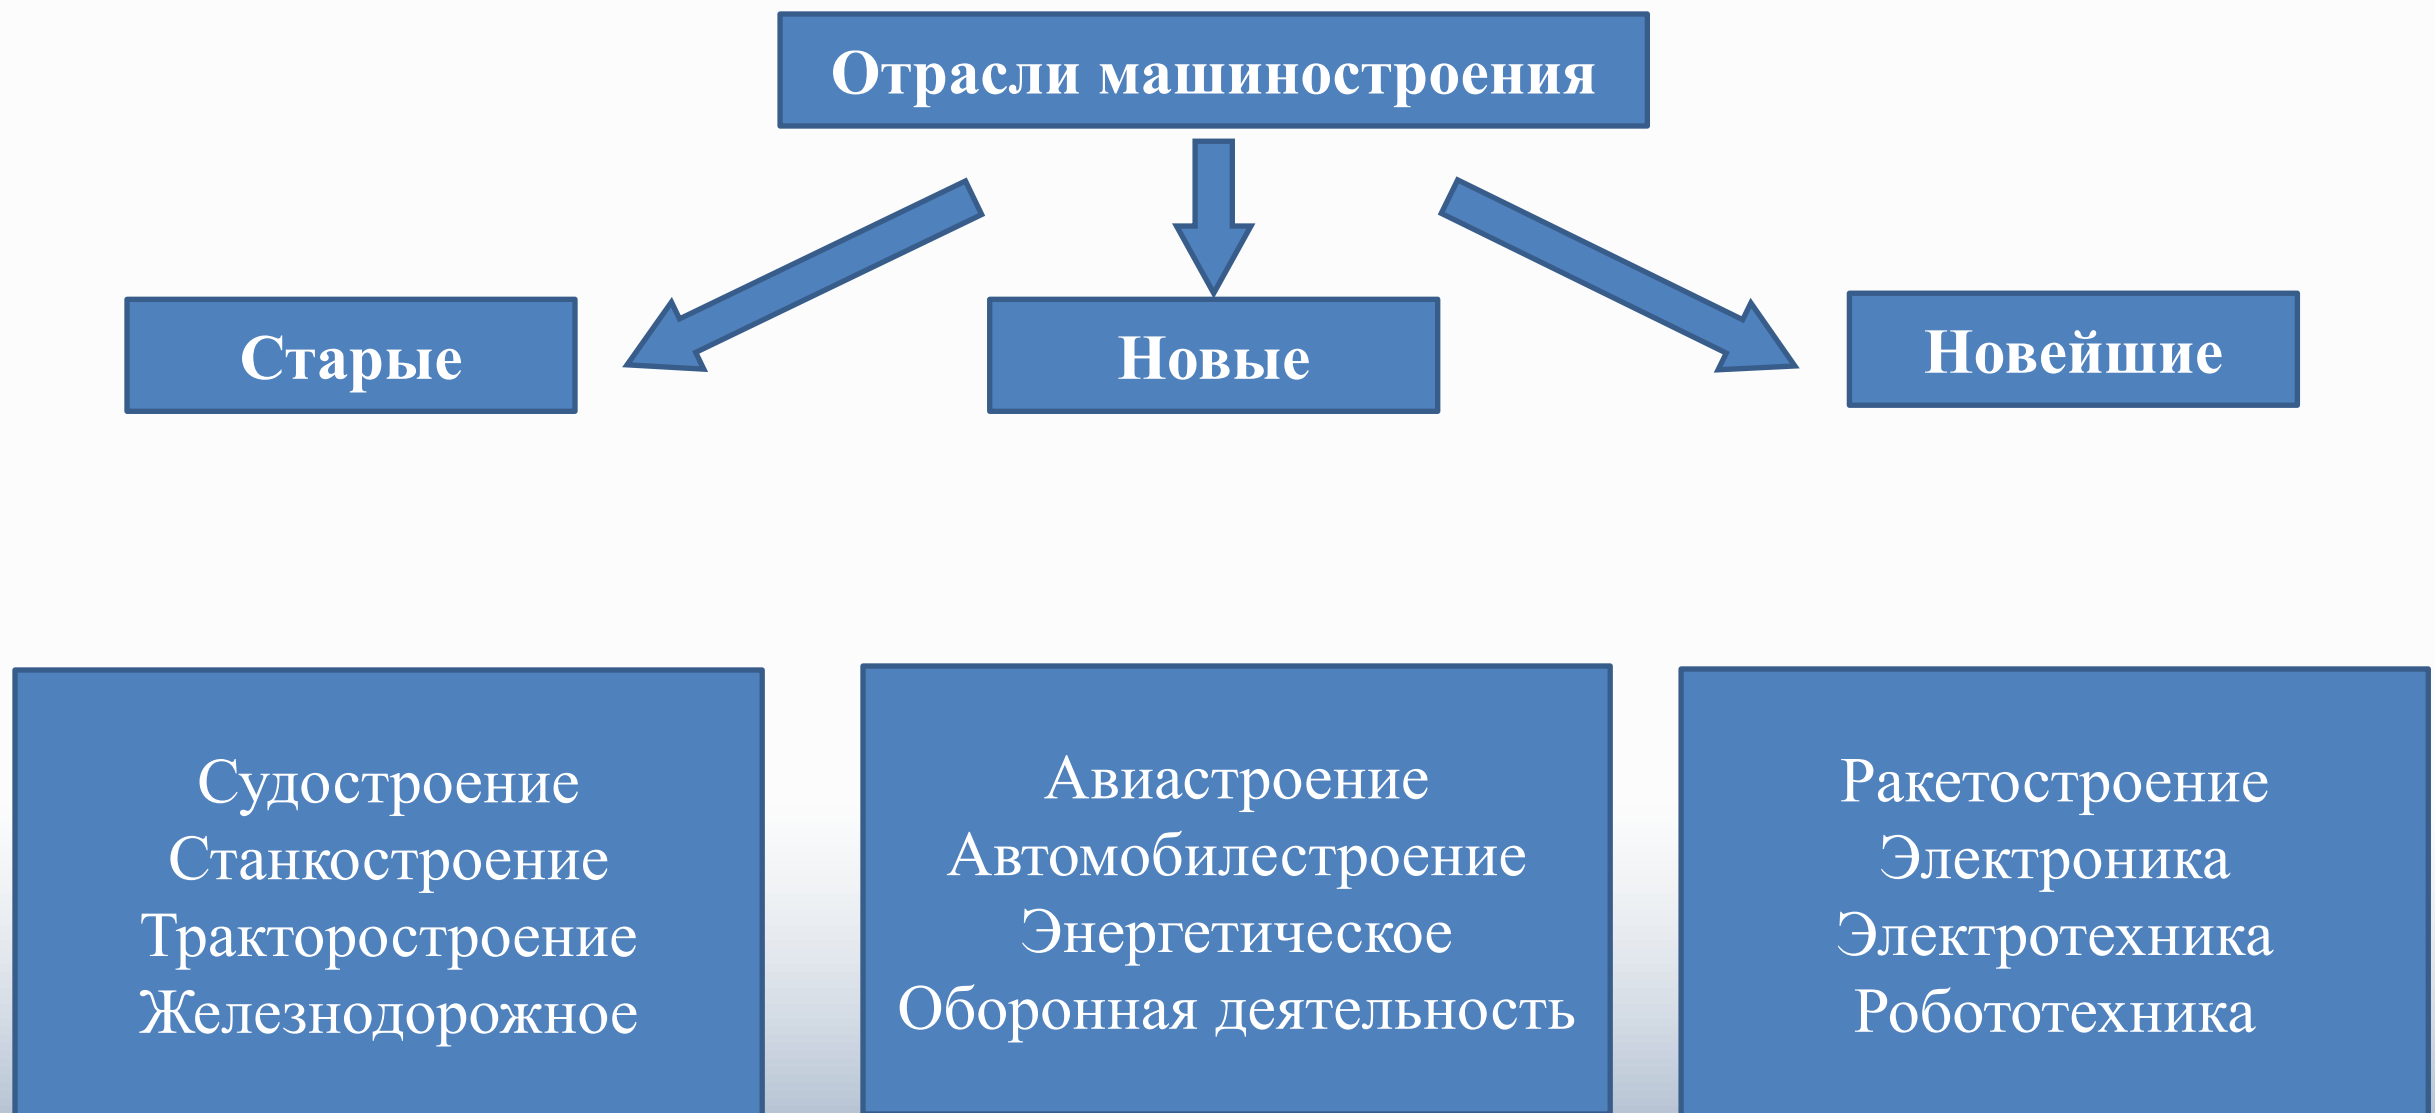 Отрасли машиностроения
Старые
Новые
Новейшие
Судостроение
Станкостроение
Тракторостроение
Железнодорожное
Авиастроение
Автомобилестроение
Энергетическое
Оборонная деятельность
Ракетостроение
Электроника
Электротехника
Робототехника